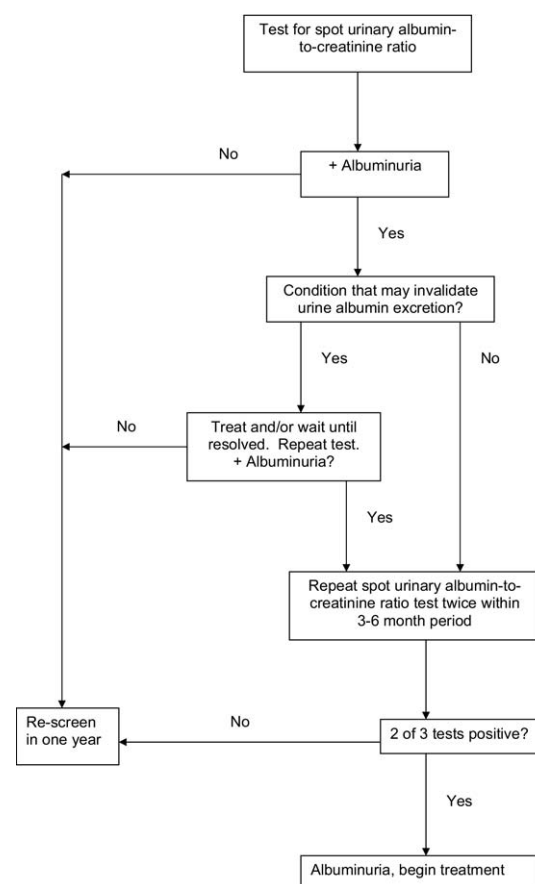 Test for spot urinary albumin-
to-creatinine ratio
No
+ Albuminuria
Yes
Condition that may invalidate
urine albumin excretion?
Yes
No
No
Treat and/or wait until
resolved. Repeat test.
+ Albuminuria?
Yes
Repeat spot urinary albumin-to-
creatinine ratio test twice within
3-6 month period
Re-screen
in one year
No
2 of 3 tests positive?
Yes
Albuminuria, begin treatment